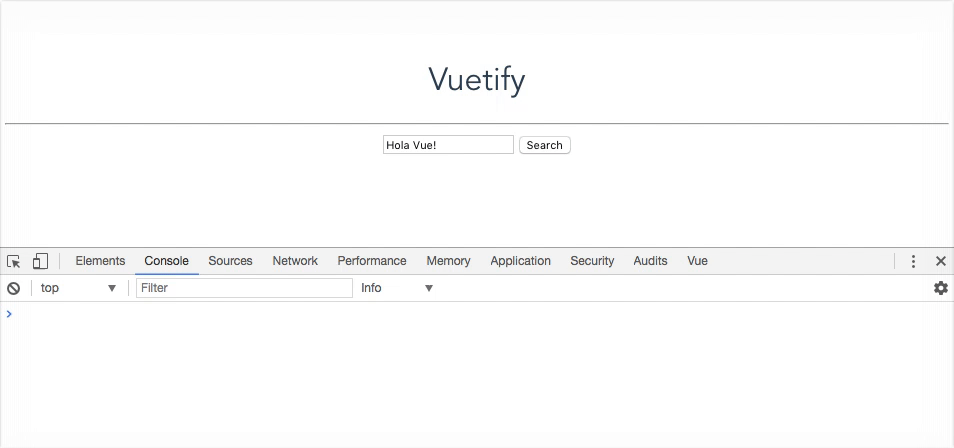 Vuetify
Hola Vue! Search
Elements Console Sources Network Performance Memory Application Security Audits Vue
top Filter Info